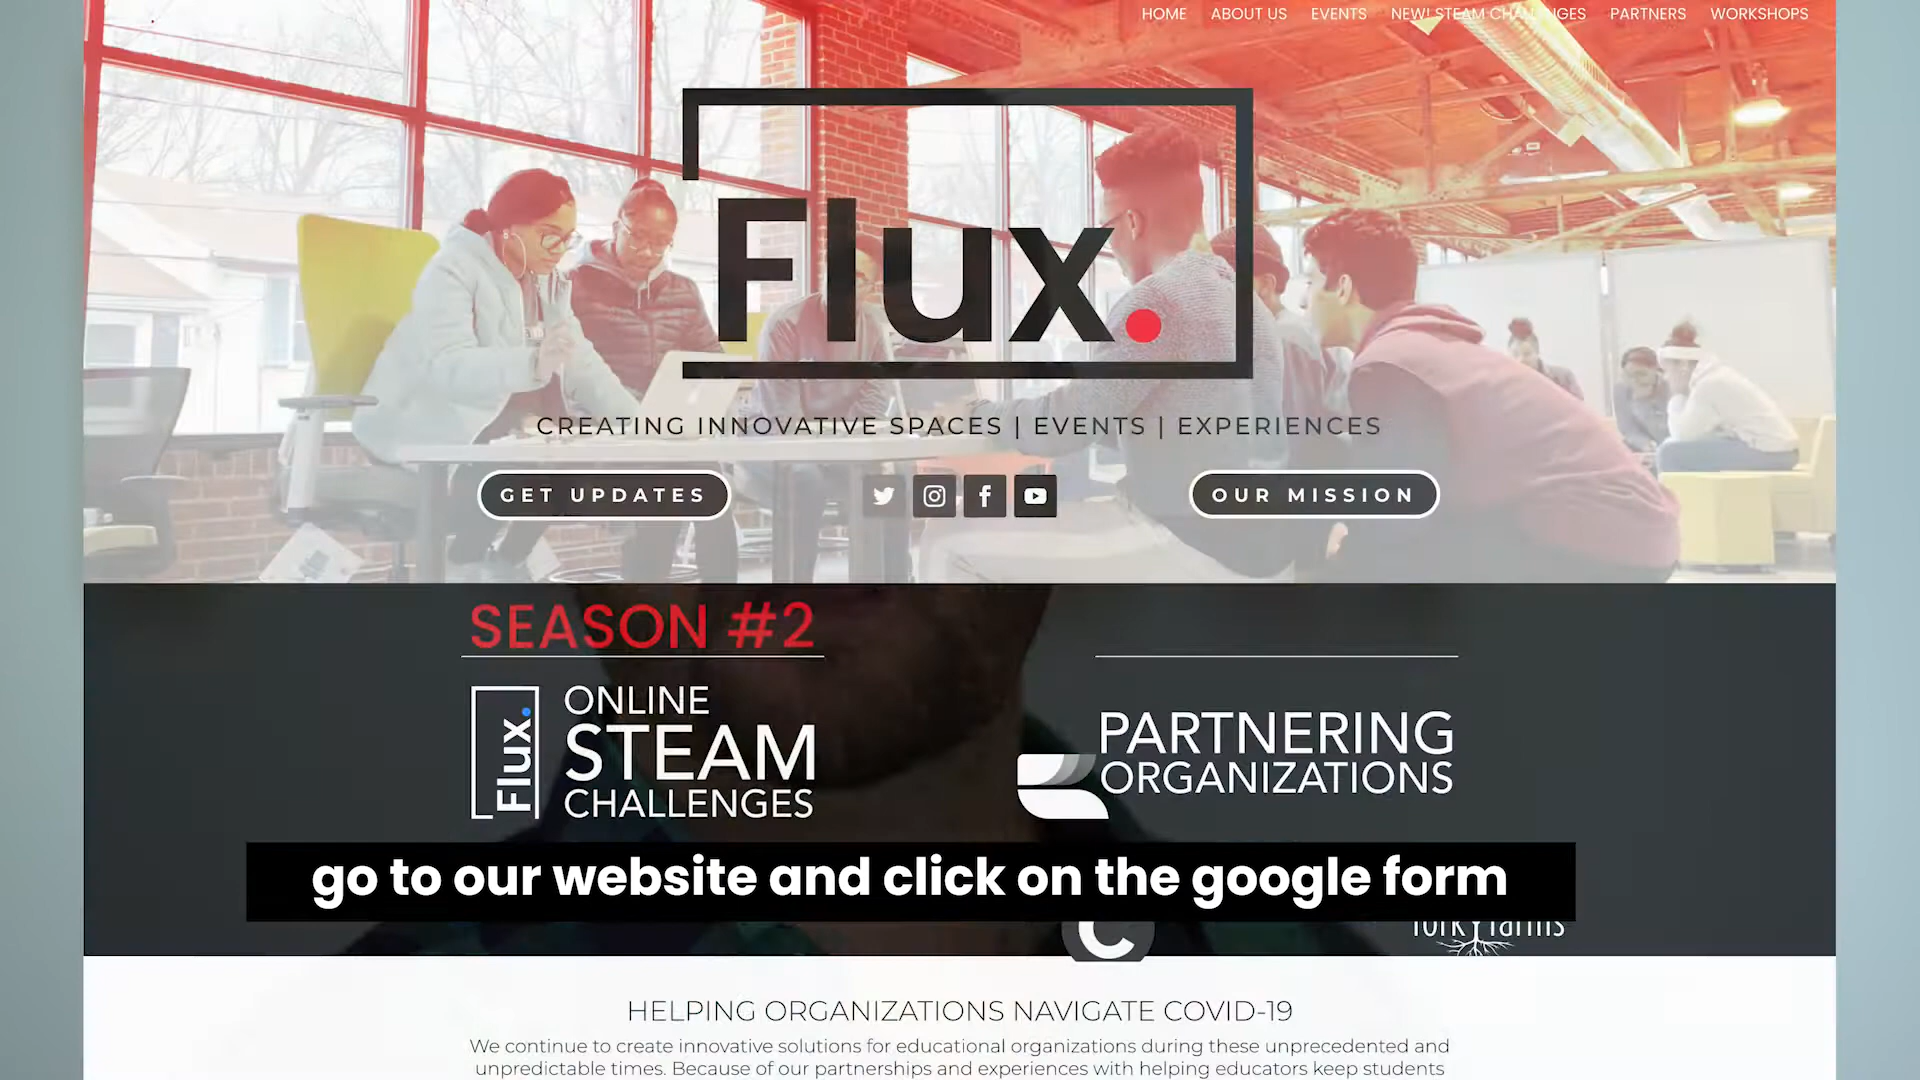 HOME ABOUT US EVENTS NEW! STEAM CHALLENGES PARTNERS WORKSHOPS
Flux.
CREATING INNOVATIVE SPACES | EVENTS | EXPERIENCES
GET UPDATES
OUR MISSION
SEASON #2
Flux.
ONLINE
STEAM
CHALLENGES
PARTNERING
ORGANIZATIONS
go to our website and click on the google form
C
HELPING ORGANIZATIONS NAVIGATE COVID-19
We continue to create innovative solutions for educational organizations during these unprecedented and
unpredictable times. Because of our partnerships and experiences with helping educators keep students